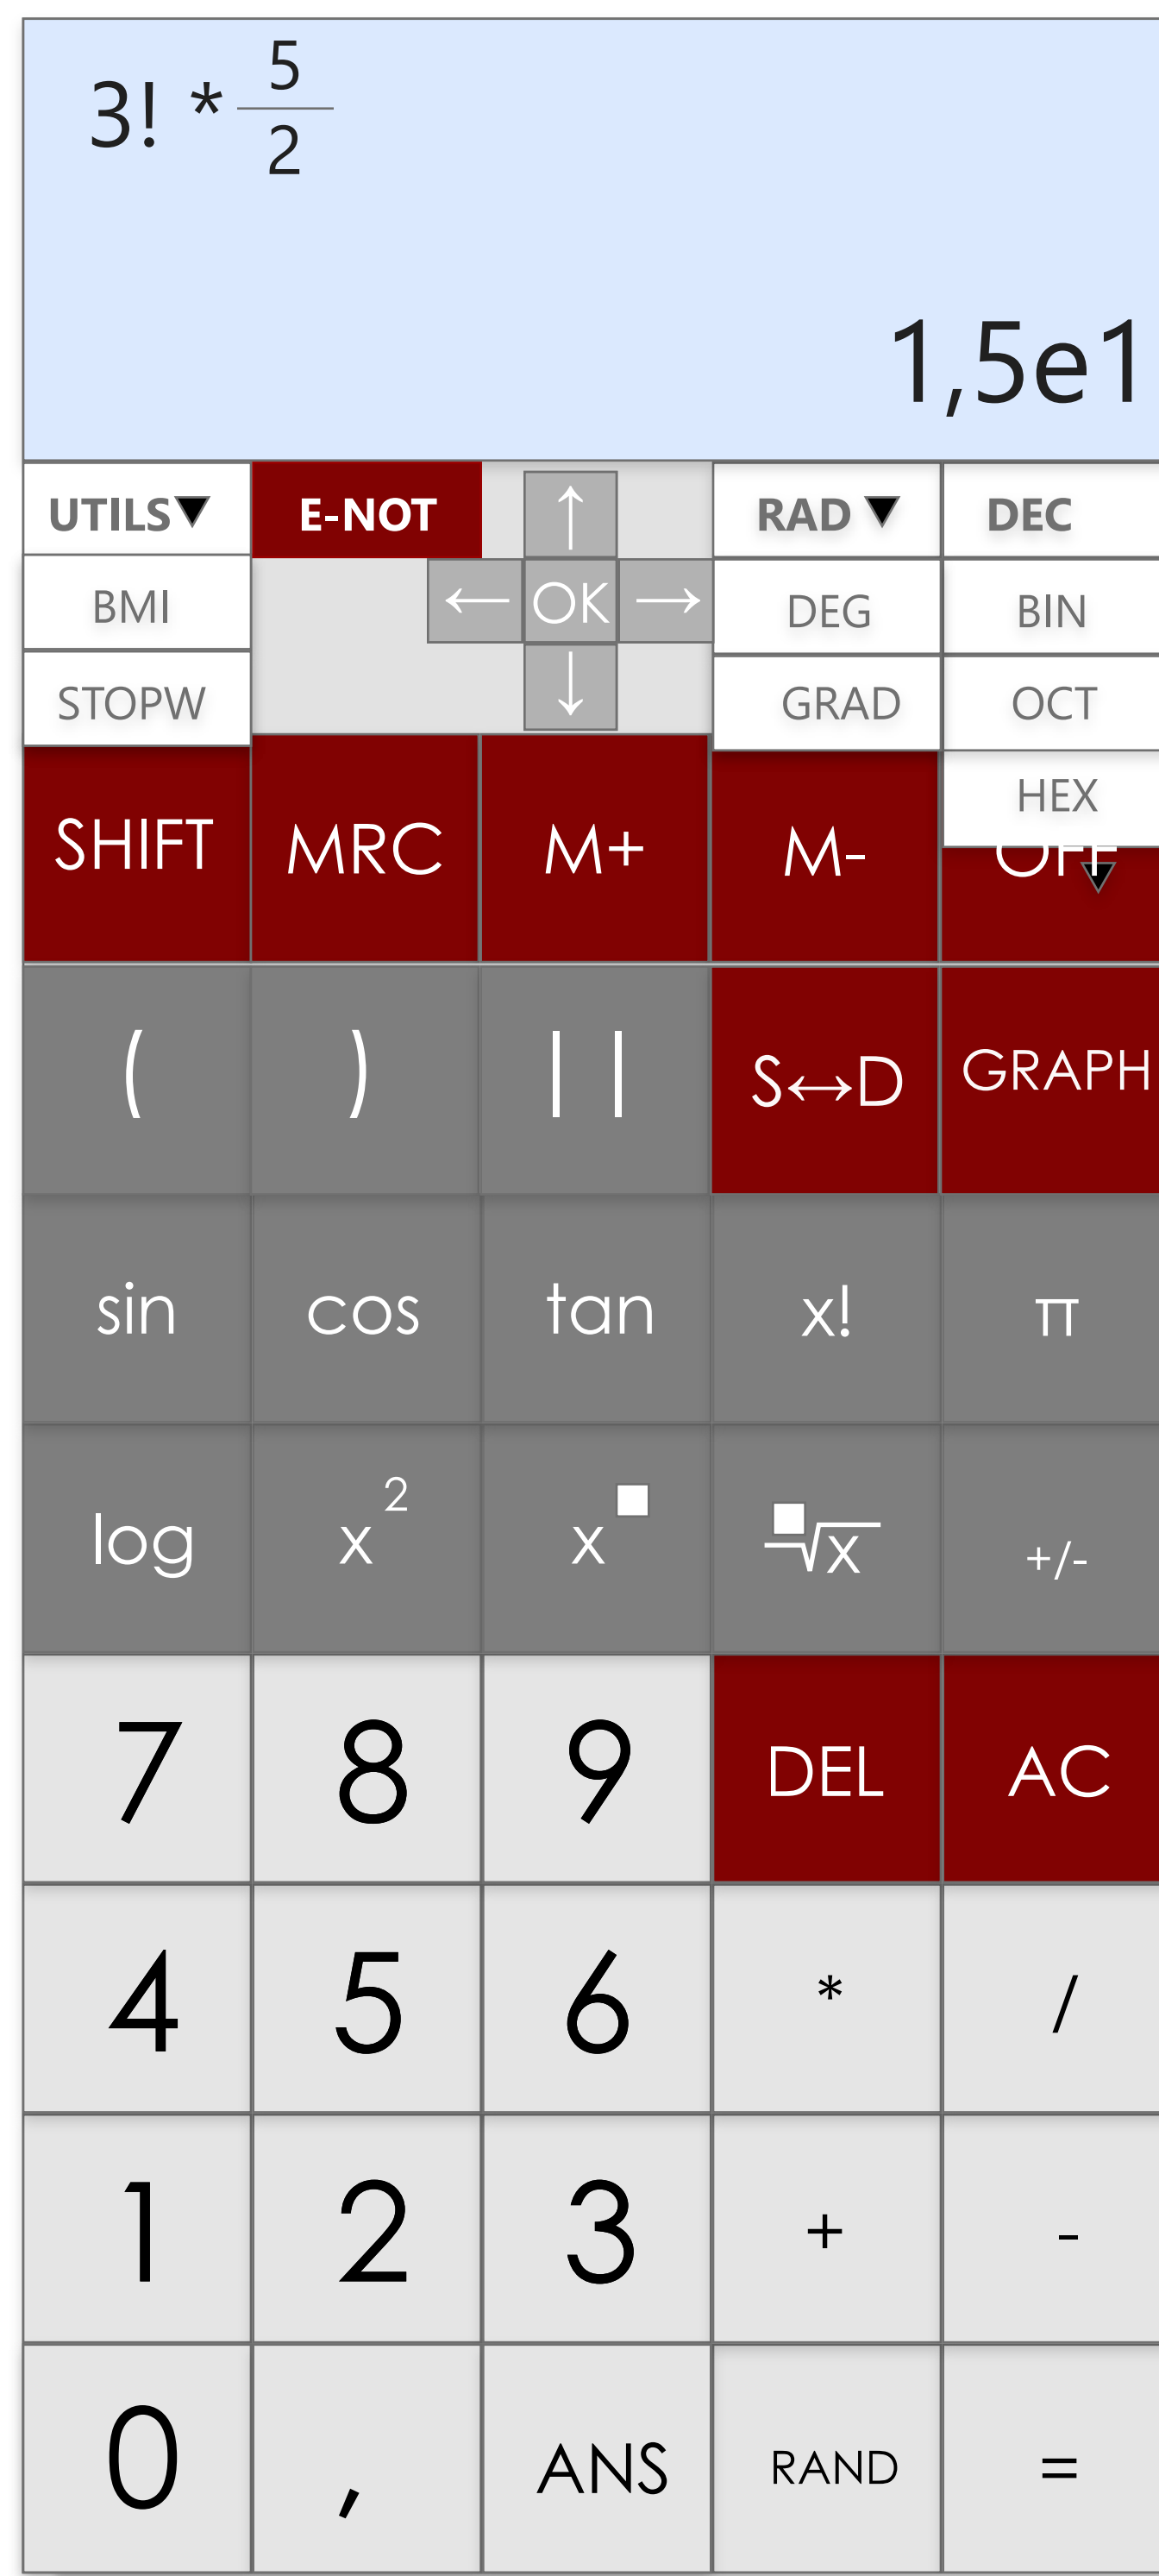 3! * 5/2
1,5e1
UTILS▼ E-NOT ↑ RAD ▼ DEC
BMI ← OK → DEG BIN
STOPW ↓ GRAD OCT
HEX
SHIFT MRC M+ M- OFF ▼
( ) | | S↔D GRAPH
sin cos tan x! π
log x² x^□ □√x +/-
7 8 9 DEL AC
4 5 6 * /
1 2 3 + -
0 , ANS RAND =